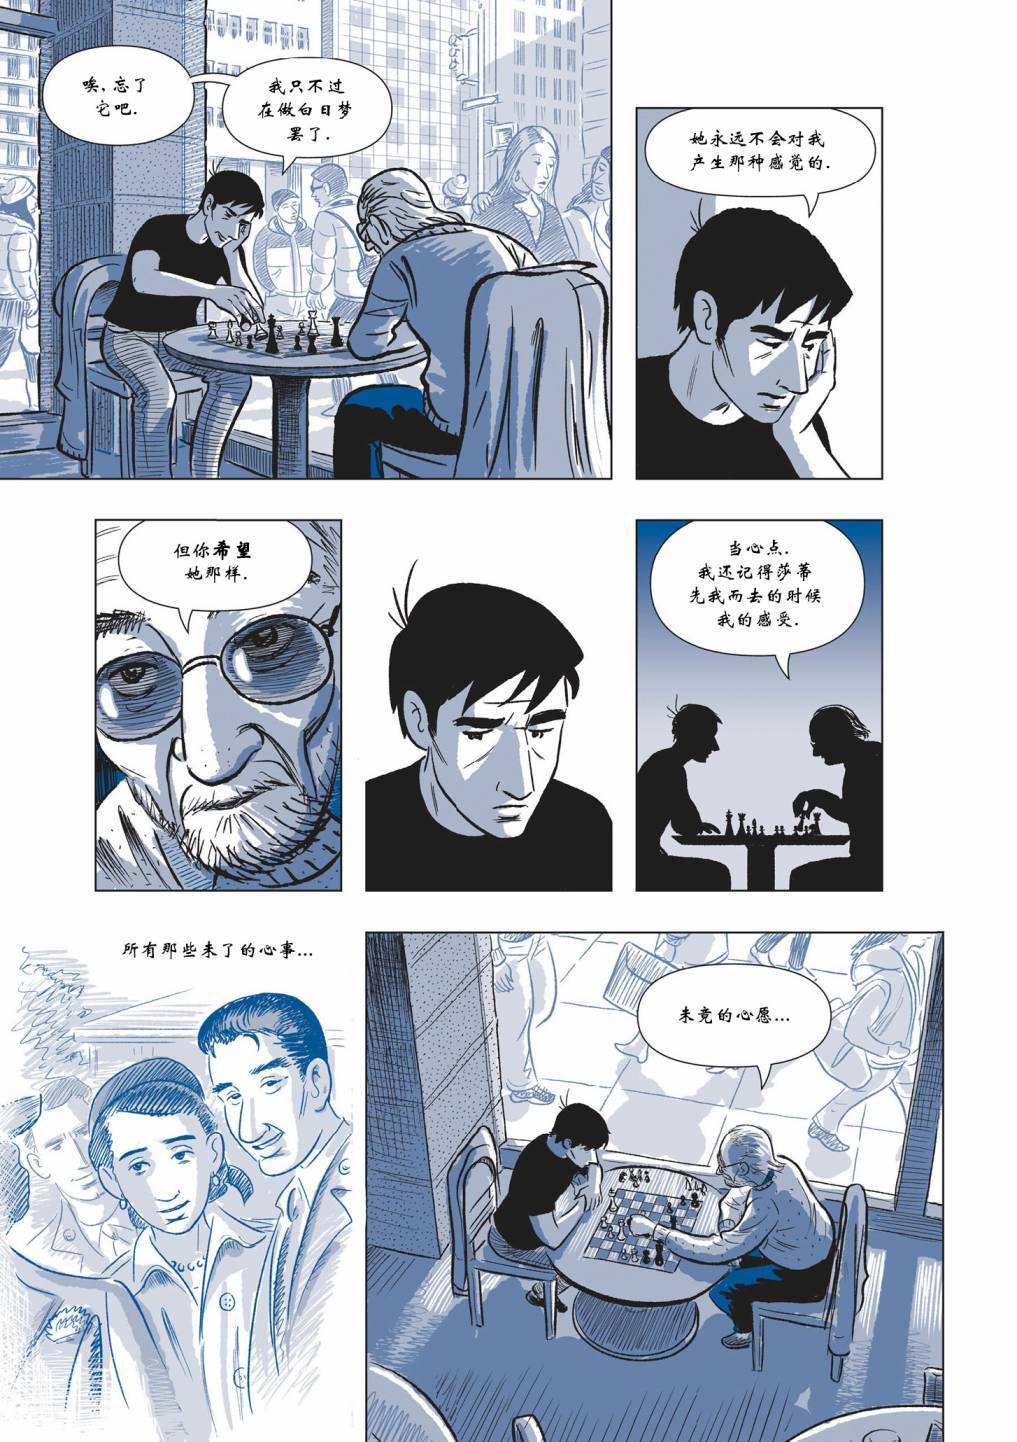 唉，忘了
它吧.
我只不过
在做白日梦
罢了.
她永远不会对我
产生那种感觉的.
但你希望
她那样.
当心点.
我还记得莎蒂
先我而去的时候
我的感受.
所有那些未了的心事...
未竟的心愿...